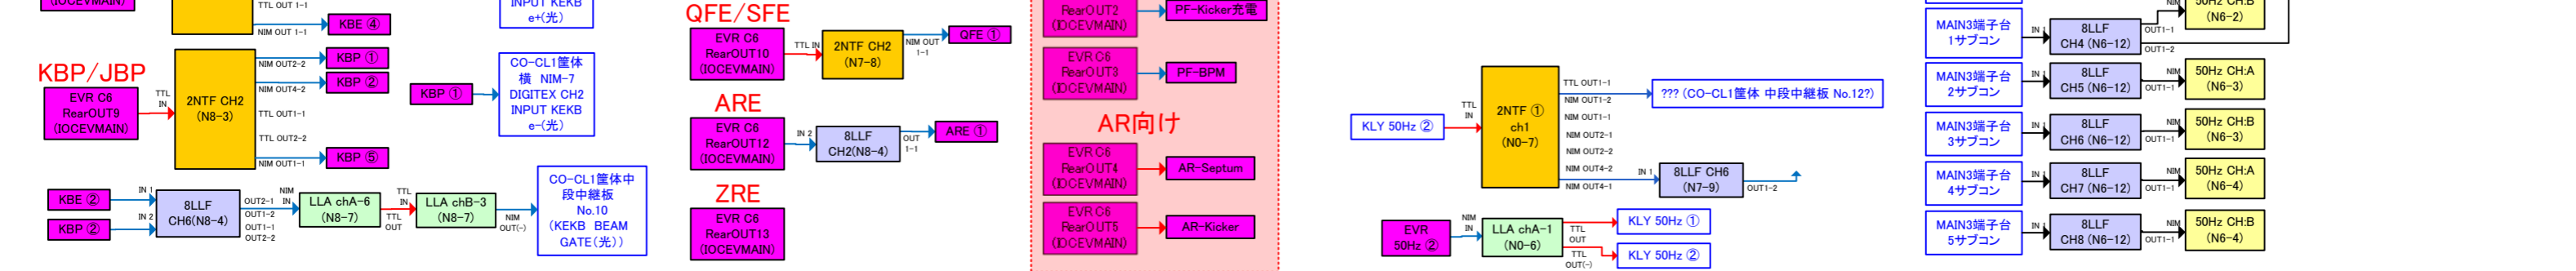 TTL OUT 1-1
NIM OUT 1-1
KBE ④
INPUT KEKB
e+(光)
KBP/JBP
EVR C6
RearOUT9
(IOCEVMAIN)
TTL
IN
2NTF CH2
(N8-3)
NIM OUT2-2
KBP ①
NIM OUT4-2
KBP ②
TTL OUT1-1
TTL OUT2-2
NIM OUT1-1
KBP ⑤
KBP ①
CO-CL1筐体
横 NIM-7
DIGITEX CH2
INPUT KEKB
e-(光)
KBE ②
KBP ②
IN 1
IN 2
8LLF
CH6(N8-4)
OUT2-1
OUT1-2
OUT1-1
OUT2-2
NIM
IN
LLA chA-6
(N8-7)
TTL
IN
TTL
OUT
LLA chB-3
(N8-7)
NIM
OUT(-)
CO-CL1筐体中
段中継板
No.10
(KEKB BEAM
GATE(光))
QFE/SFE
EVR C6
RearOUT10
(IOCEVMAIN)
TTL IN
2NTF CH2
(N7-8)
NIM OUT
1-1
QFE ①
ARE
EVR C6
RearOUT12
(IOCEVMAIN)
IN 2
8LLF
CH2(N8-4)
OUT
1-1
ARE ①
ZRE
EVR C6
RearOUT13
(IOCEVMAIN)
RearOUT2
(IOCEVMAIN)
PF-Kicker充電
EVR C6
RearOUT3
(IOCEVMAIN)
PF-BPM
AR向け
EVR C6
RearOUT4
(IOCEVMAIN)
AR-Septum
EVR C6
RearOUT5
(IOCEVMAIN)
AR-Kicker
KLY 50Hz ②
TTL
IN
2NTF ①
ch1
(N0-7)
TTL OUT1-1
NIM OUT1-2
NIM OUT1-1
NIM OUT2-1
NIM OUT2-2
NIM OUT4-2
NIM OUT4-1
??? (CO-CL1筐体 中段中継板 No.12?)
IN 1
8LLF CH6
(N7-9)
OUT1-2
EVR
50Hz ②
NIM
IN
LLA chA-1
(N0-6)
TTL
OUT
TTL
OUT(-)
KLY 50Hz ①
KLY 50Hz ②
MAIN3端子台
1サブコン
IN 1
8LLF
CH4 (N6-12)
NIM
OUT1-1
OUT1-2
50Hz CH:B
(N6-2)
MAIN3端子台
2サブコン
IN 1
8LLF
CH5 (N6-12)
NIM
OUT1-1
50Hz CH:A
(N6-3)
MAIN3端子台
3サブコン
IN 1
8LLF
CH6 (N6-12)
NIM
OUT1-1
50Hz CH:B
(N6-3)
MAIN3端子台
4サブコン
IN 1
8LLF
CH7 (N6-12)
NIM
OUT1-1
50Hz CH:A
(N6-4)
MAIN3端子台
5サブコン
IN 1
8LLF
CH8 (N6-12)
NIM
OUT1-1
50Hz CH:B
(N6-4)